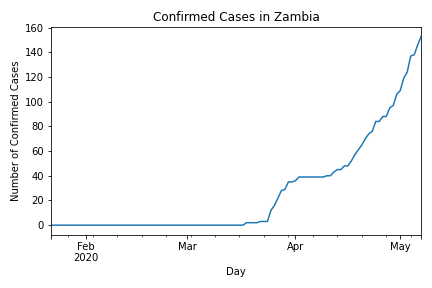 Confirmed Cases in Zambia
Number of Confirmed Cases
160
140
120
100
80
60
40
20
0
Feb Mar Apr May
2020
Day